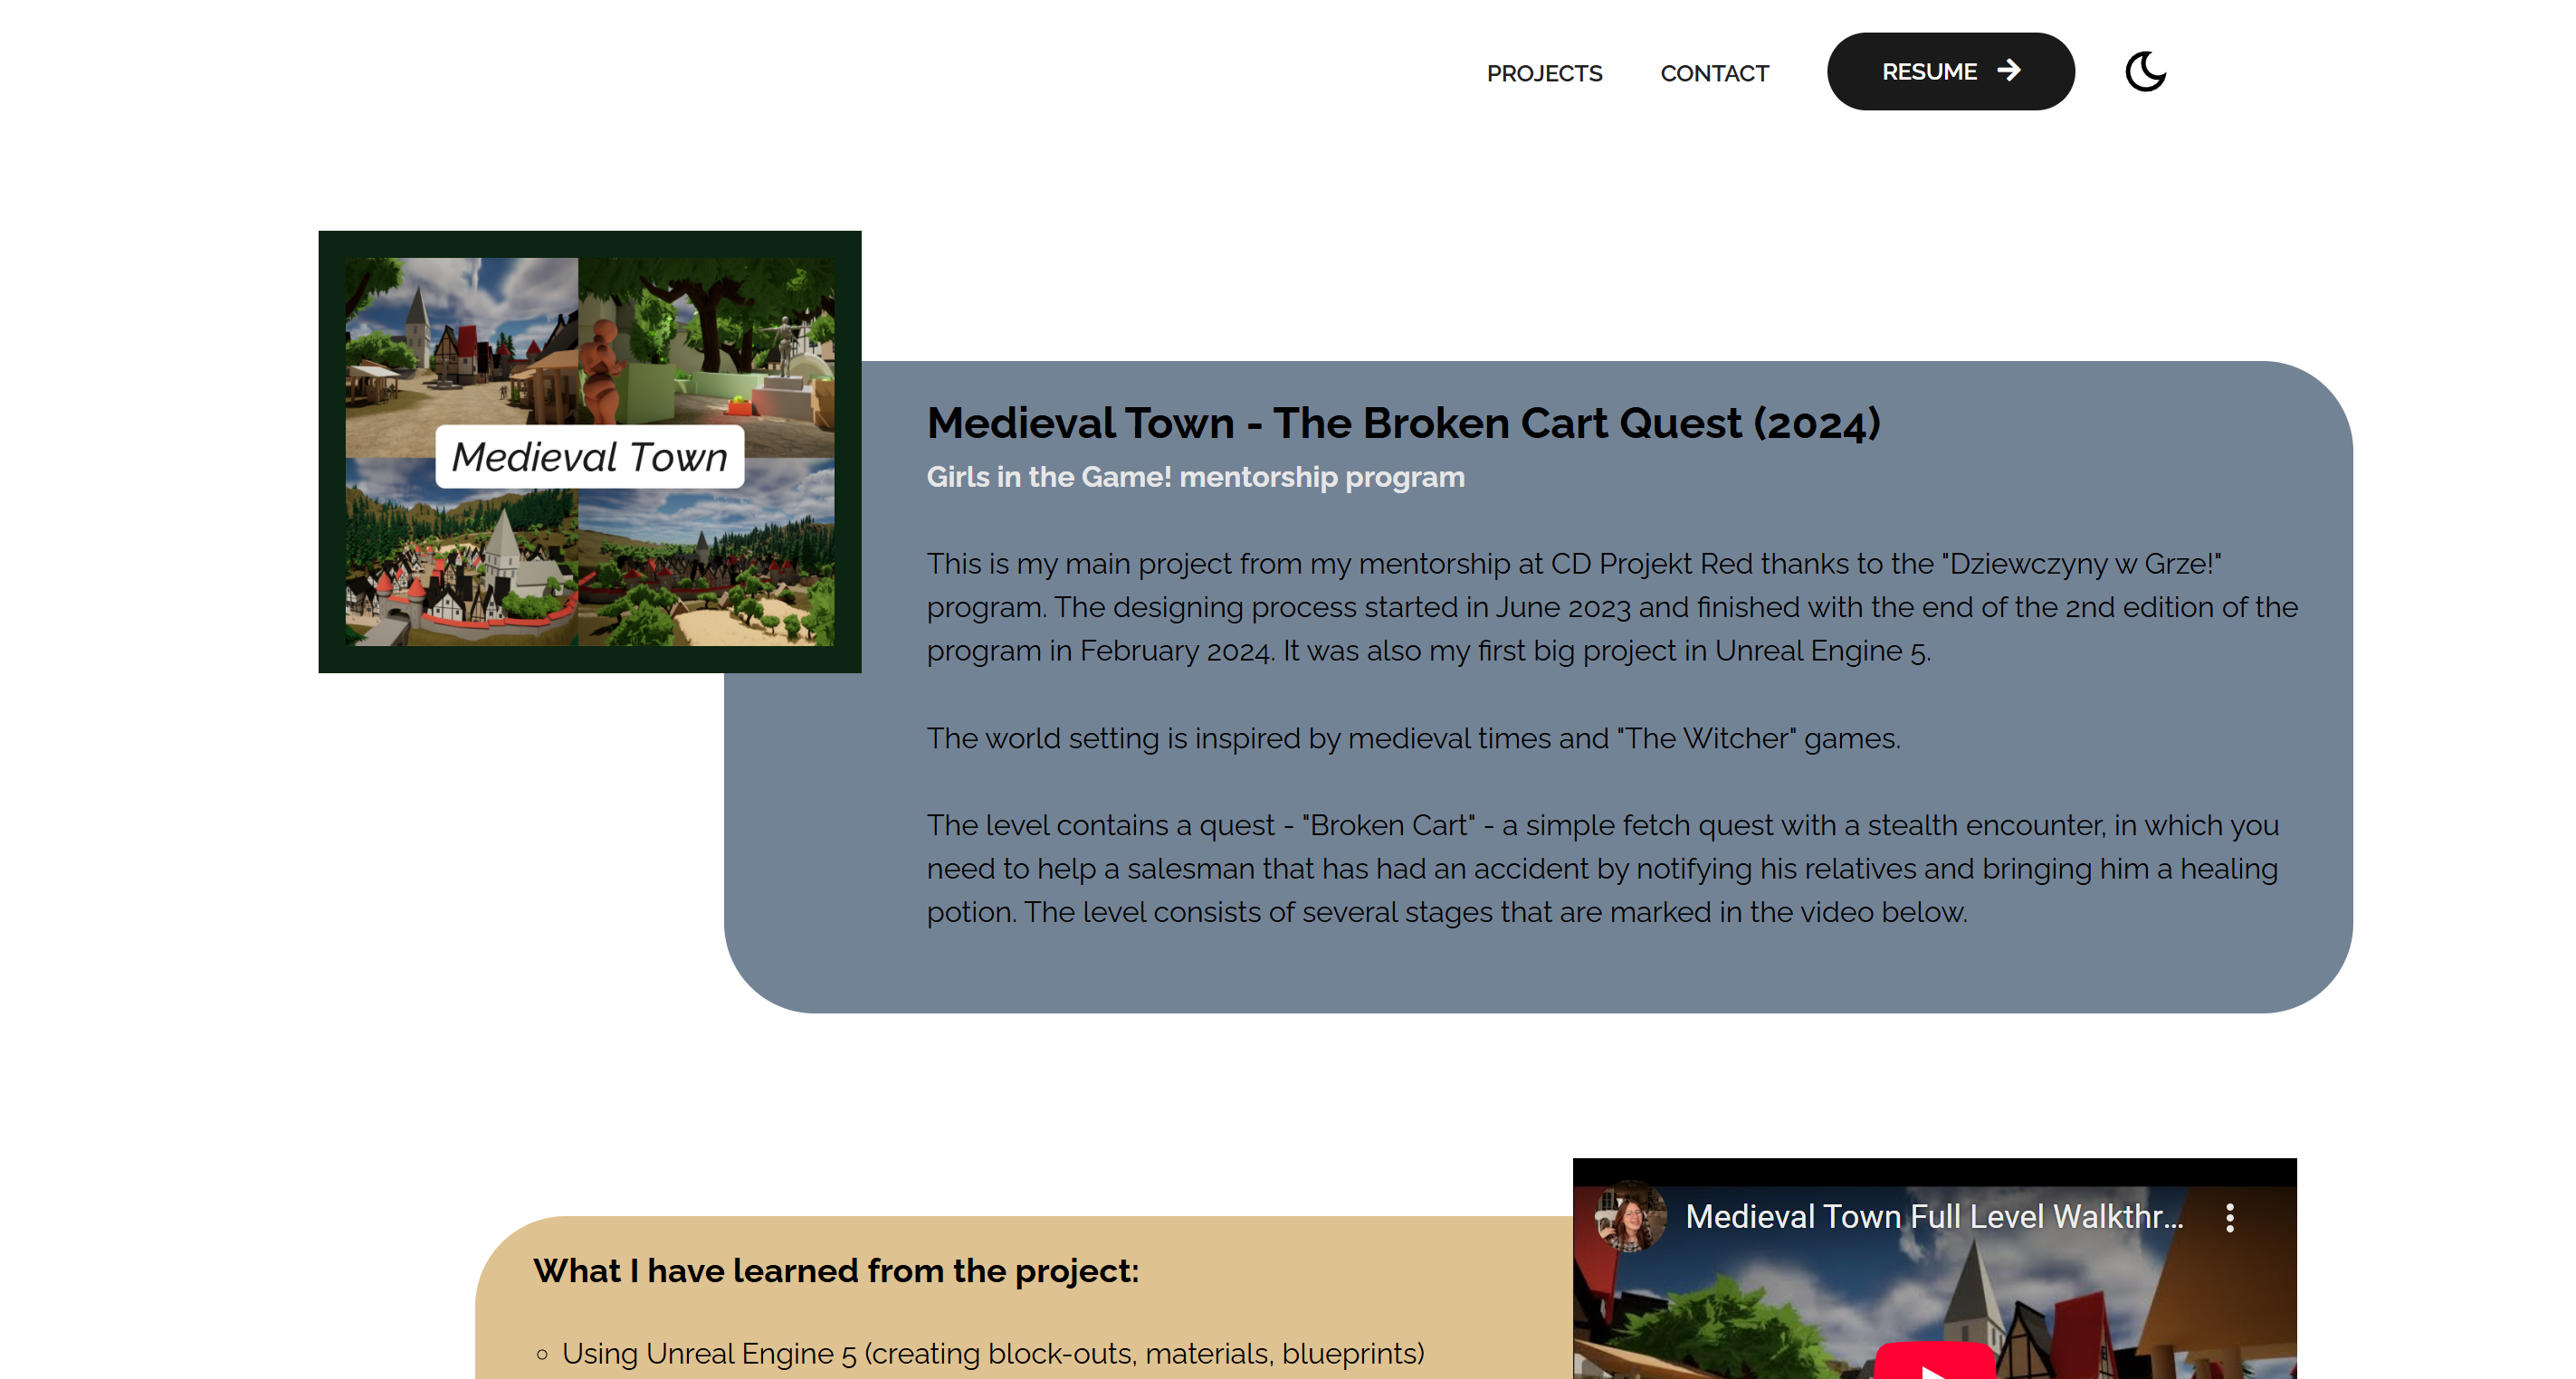 PROJECTS
CONTACT
RESUME
Medieval Town
Medieval Town - The Broken Cart Quest (2024)
Girls in the Game! mentorship program
This is my main project from my mentorship at CD Projekt Red thanks to the "Dziewczyny w Grze!"
program. The designing process started in June 2023 and finished with the end of the 2nd edition of the
program in February 2024. It was also my first big project in Unreal Engine 5.
The world setting is inspired by medieval times and "The Witcher" games.
The level contains a quest - "Broken Cart" - a simple fetch quest with a stealth encounter, in which you
need to help a salesman that has had an accident by notifying his relatives and bringing him a healing
potion. The level consists of several stages that are marked in the video below.
What I have learned from the project:
Using Unreal Engine 5 (creating block-outs, materials, blueprints)
Medieval Town Full Level Walkthr...